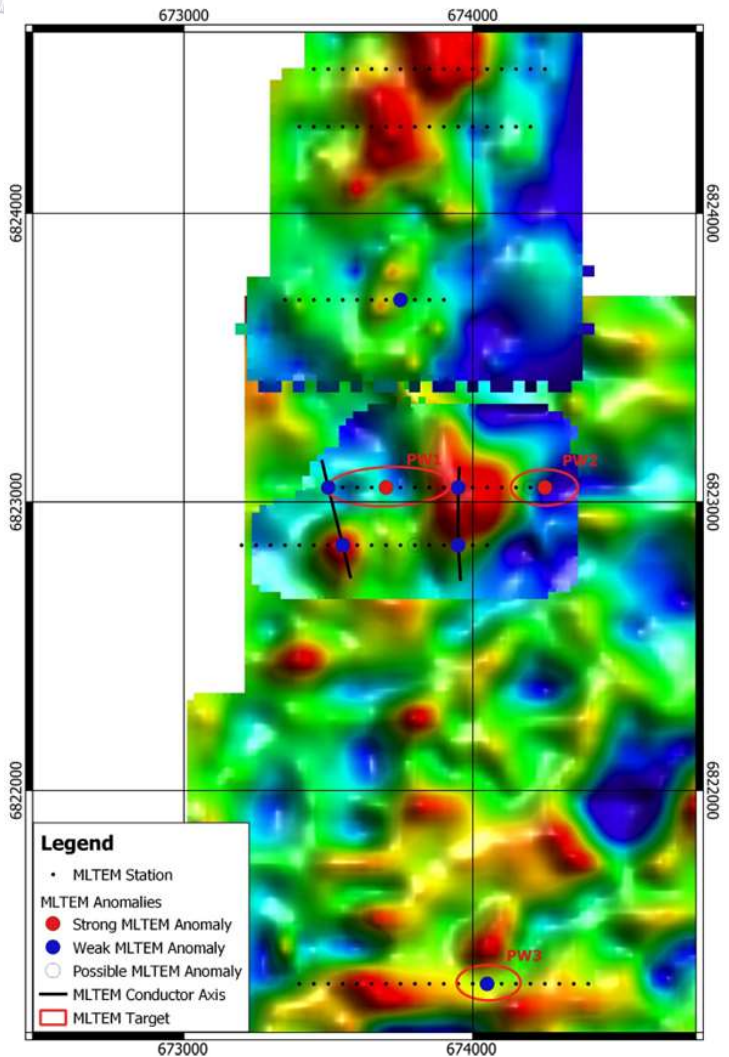 673000 674000
6824000 6824000
PW1 PW2
6823000 6823000
6822000 6822000
Legend
MLTEM Station
MLTEM Anomalies
Strong MLTEM Anomaly
Weak MLTEM Anomaly
Possible MLTEM Anomaly
MLTEM Conductor Axis
MLTEM Target
PW3
673000 674000